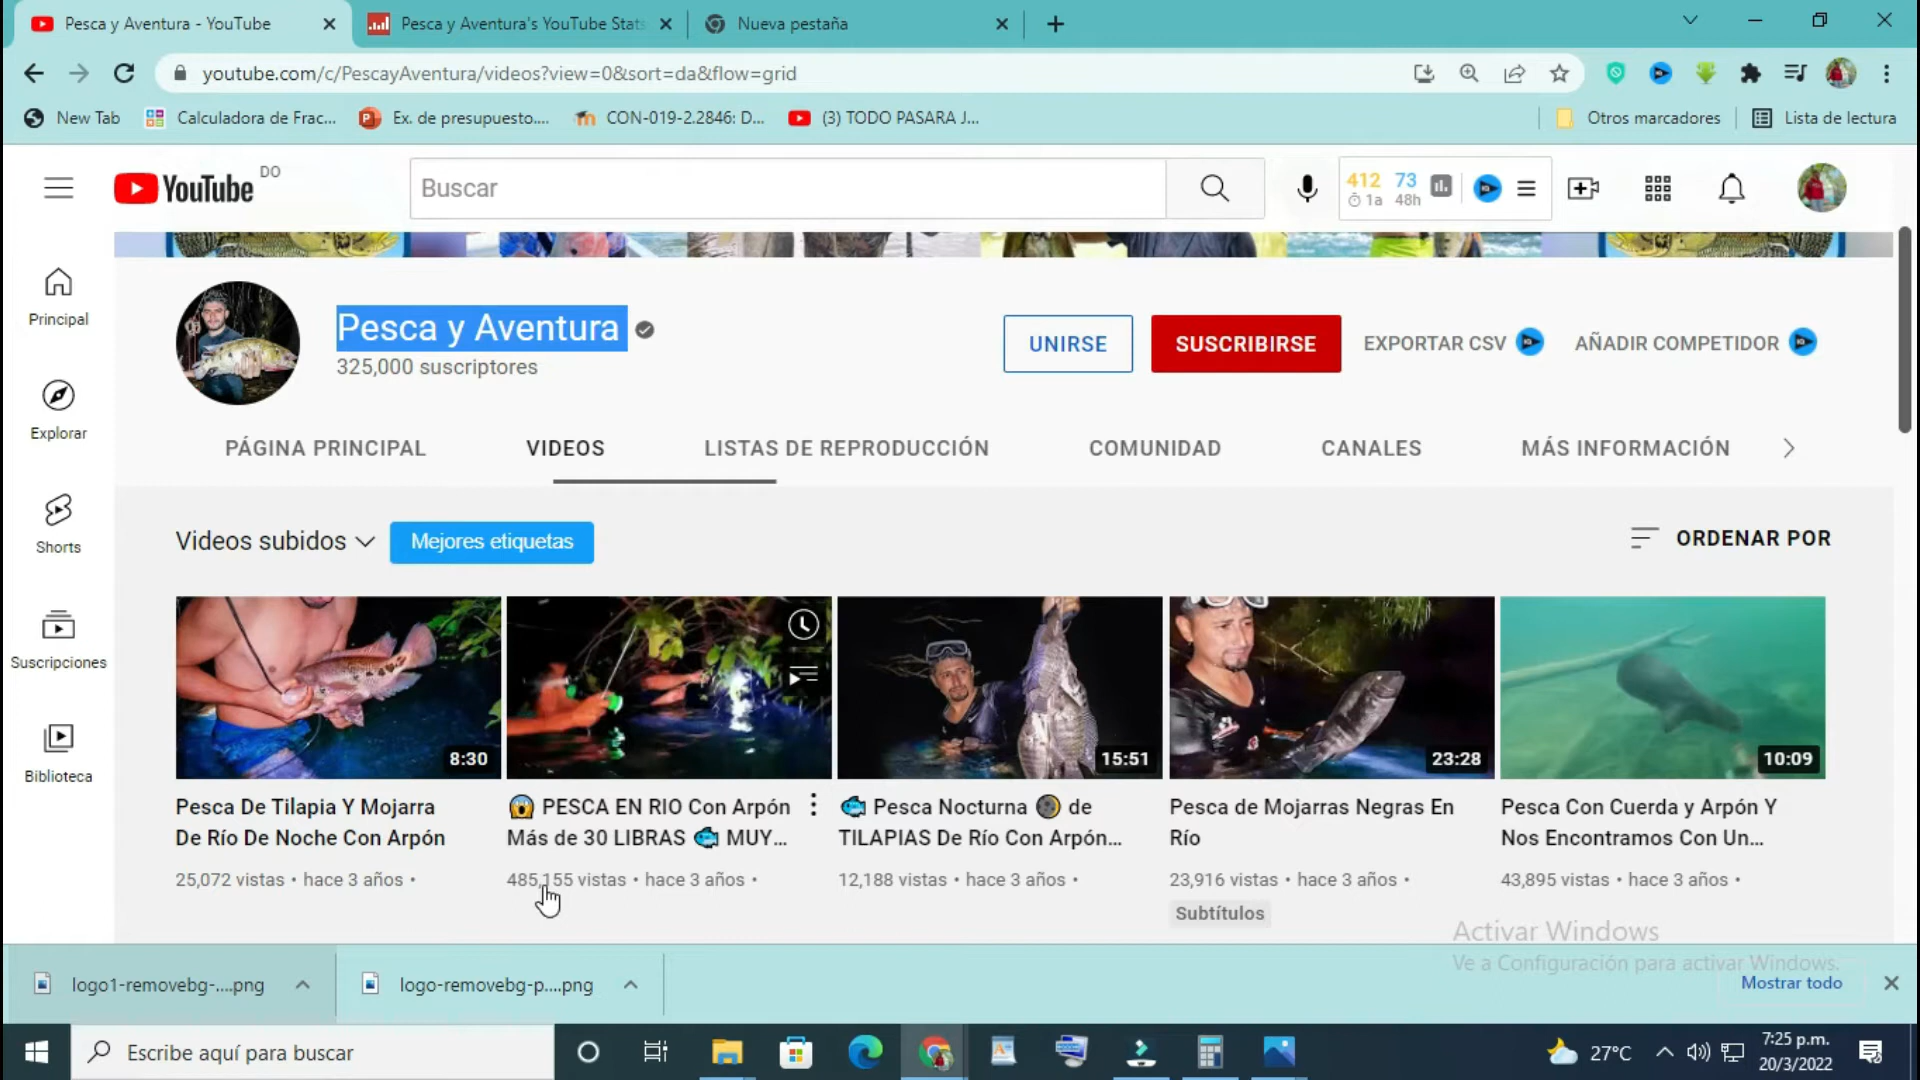 Pesca y Aventura - YouTube
Pesca y Aventura's YouTube Stats
Nueva pestaña
youtube.com/c/PescayAventura/videos?view=0&sort=da&flow=grid
New Tab
Calculadora de Frac...
Ex. de presupuesto....
CON-019-2.2846: D...
(3) TODO PASARA J...
Otros marcadores
Lista de lectura
YouTube DO
Buscar
412 73
1a 48h
Principal
Explorar
Shorts
Suscripciones
Biblioteca
Pesca y Aventura
325,000 suscriptores
UNIRSE
SUSCRIBIRSE
EXPORTAR CSV
AÑADIR COMPETIDOR
PÁGINA PRINCIPAL
VIDEOS
LISTAS DE REPRODUCCIÓN
COMUNIDAD
CANALES
MÁS INFORMACIÓN
Videos subidos
Mejores etiquetas
ORDENAR POR
8:30
15:51
23:28
10:09
Pesca De Tilapia Y Mojarra
De Río De Noche Con Arpón
25,072 vistas • hace 3 años •
😱 PESCA EN RIO Con Arpón
Más de 30 LIBRAS 🐟 MUY...
485,155 vistas • hace 3 años •
🐟 Pesca Nocturna 🌒 de
TILAPIAS De Río Con Arpón...
12,188 vistas • hace 3 años •
Pesca de Mojarras Negras En
Río
23,916 vistas • hace 3 años •
Subtítulos
Pesca Con Cuerda y Arpón Y
Nos Encontramos Con Un...
43,895 vistas • hace 3 años •
Activar Windows
Ve a Configuración para activar Windows.
logo1-removebg-....png
logo-removebg-p....png
Mostrar todo
Escribe aquí para buscar
27°C
7:25 p.m.
20/3/2022